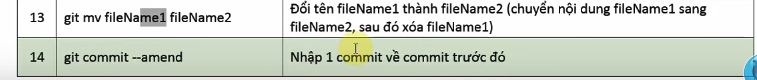 13 git mv fileName1 fileName2 Đổi tên fileName1 thành fileName2 (chuyển nội dung fileName1 sang
fileName2, sau đó xóa fileName1)
14 git commit --amend Nhập 1 commit về commit trước đó